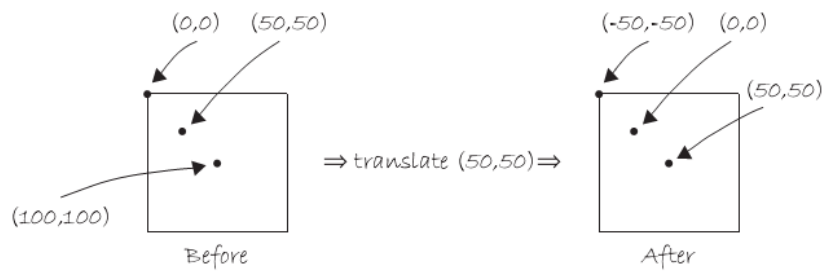 (0,0) (50,50)
(-50,-50) (0,0)
(50,50)
⇒ translate (50,50) ⇒
(100,100)
Before
After